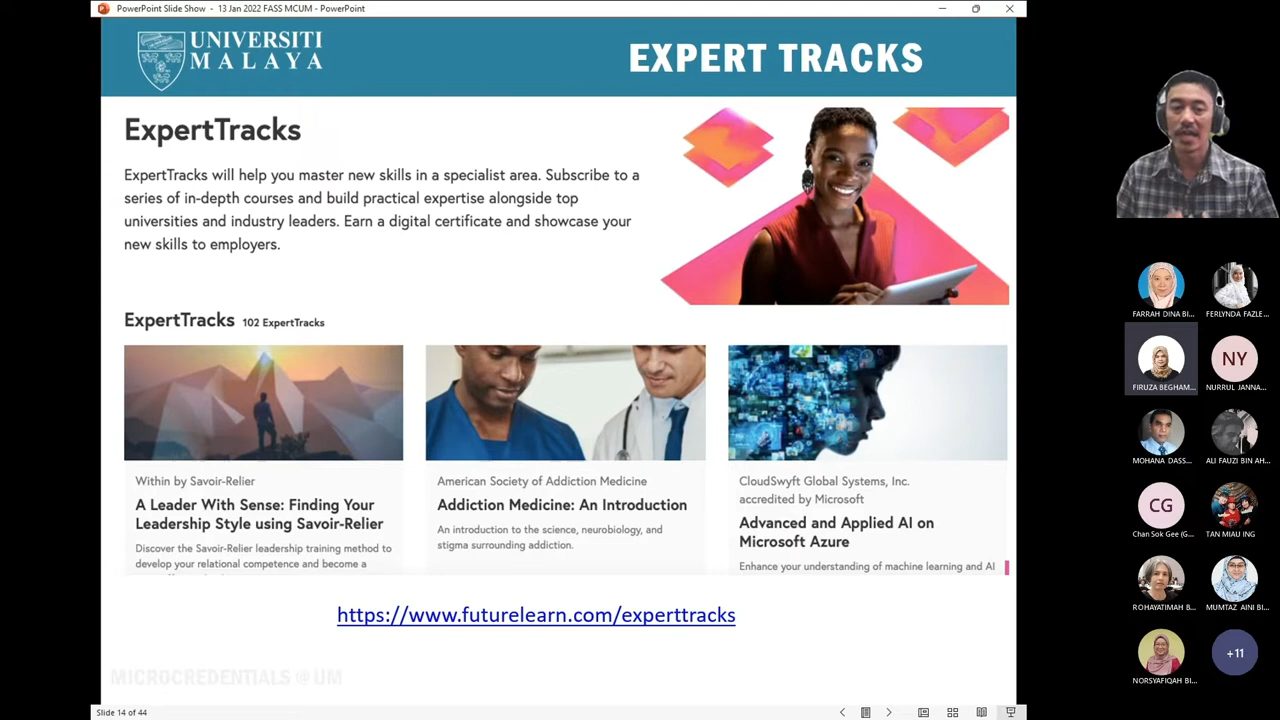 PowerPoint Slide Show - 13 Jan 2022 FASS MCUM - PowerPoint
UNIVERSITI
MALAYA
EXPERT TRACKS
ExpertTracks
ExpertTracks will help you master new skills in a specialist area. Subscribe to a
series of in-depth courses and build practical expertise alongside top
universities and industry leaders. Earn a digital certificate and showcase your
new skills to employers.
ExpertTracks 102 ExpertTracks
Within by Savoir-Relier
A Leader With Sense: Finding Your
Leadership Style using Savoir-Relier
Discover the Savoir-Relier leadership training method to
develop your relational competence and become a
American Society of Addiction Medicine
Addiction Medicine: An Introduction
An introduction to the science, neurobiology, and
stigma surrounding addiction.
CloudSwyft Global Systems, Inc.
accredited by Microsoft
Advanced and Applied AI on
Microsoft Azure
Enhance your understanding of machine learning and AI
https://www.futurelearn.com/experttracks
MICROCREDENTIALS @ UM
Slide 14 of 44
FARRAH DINA BI...
FERLYNDA FAZLE...
FIRUZA BEGHAM...
NY
NURRUL JANNA...
MOHANA DASS...
ALI FAUZI BIN AH...
CG
Chan Sok Gee (G...
TAN MIAU ING
ROHAYATIMAH B...
MUMTAZ AINI BI...
NORSYAFIQAH BI...
+11